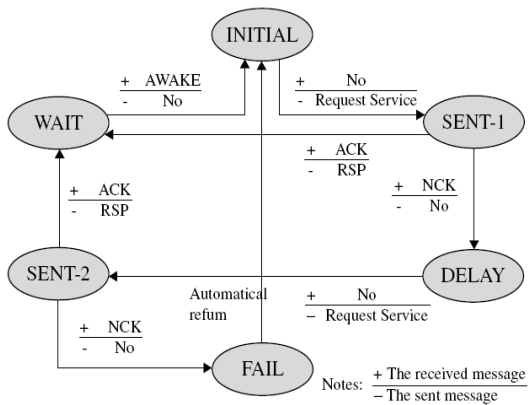 INITIAL
+ AWAKE
- No
+ No
- Request Service
WAIT
SENT-1
+ ACK
- RSP
+ ACK
- RSP
+ NCK
- No
SENT-2
DELAY
Automatical
refum
+ No
− Request Service
+ NCK
- No
FAIL
Notes: + The received message
− The sent message